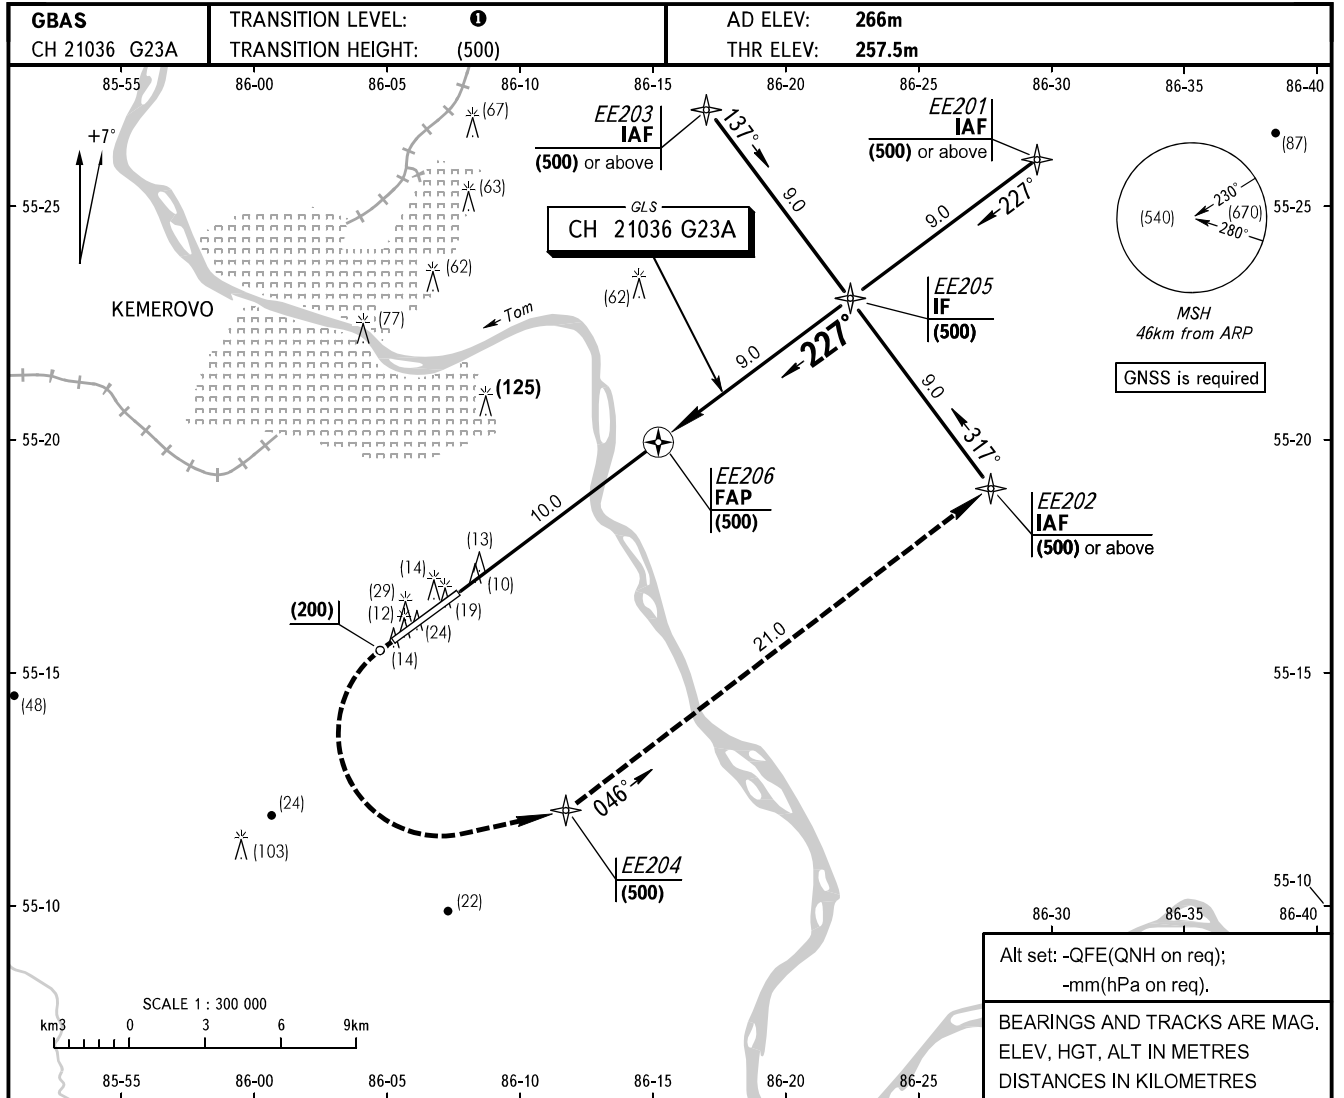 GBAS
CH 21036 G23A
TRANSITION LEVEL: ❶
TRANSITION HEIGHT: (500)
AD ELEV: 266m
THR ELEV: 257.5m
85-55 86-00 86-05 86-10 86-15 86-20 86-25 86-30 86-35 86-40
+7°
(67)
EE203
IAF
(500) or above
137°
EE201
IAF
(500) or above
(87)
(63)
55-25
9.0
9.0
227°
230°
(540)
(670)
280°
55-25
GLS
CH 21036 G23A
(62)
(62)
KEMEROVO
(77)
Tom
EE205
IF
(500)
MSH
46km from ARP
GNSS is required
9.0
227°
9.0
(125)
55-20
317°
55-20
EE206
FAP
(500)
EE202
IAF
(500) or above
10.0
(13)
(14)
(10)
(29)
(19)
(12)
(24)
(14)
(200)
21.0
55-15
55-15
(48)
046°
(24)
(103)
EE204
(500)
(22)
55-10
55-10
86-30 86-35 86-40
Alt set: -QFE(QNH on req);
-mm(hPa on req).
SCALE 1 : 300 000
km3 0 3 6 9km
BEARINGS AND TRACKS ARE MAG.
ELEV, HGT, ALT IN METRES
DISTANCES IN KILOMETRES
85-55 86-00 86-05 86-10 86-15 86-20 86-25